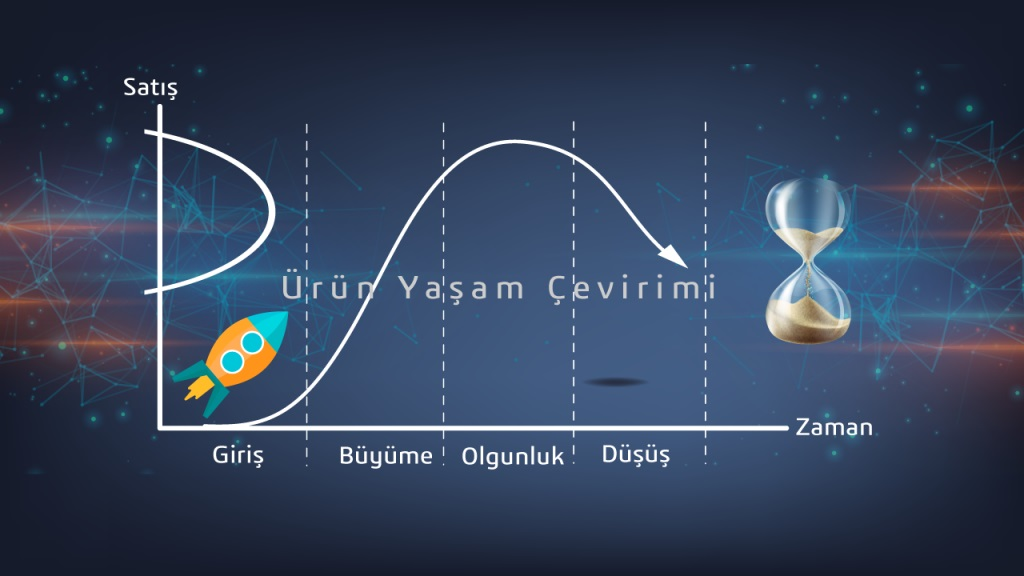 Satış
Ürün Yaşam Çevirimi
Zaman
Giriş
Büyüme
Olgunluk
Düşüş